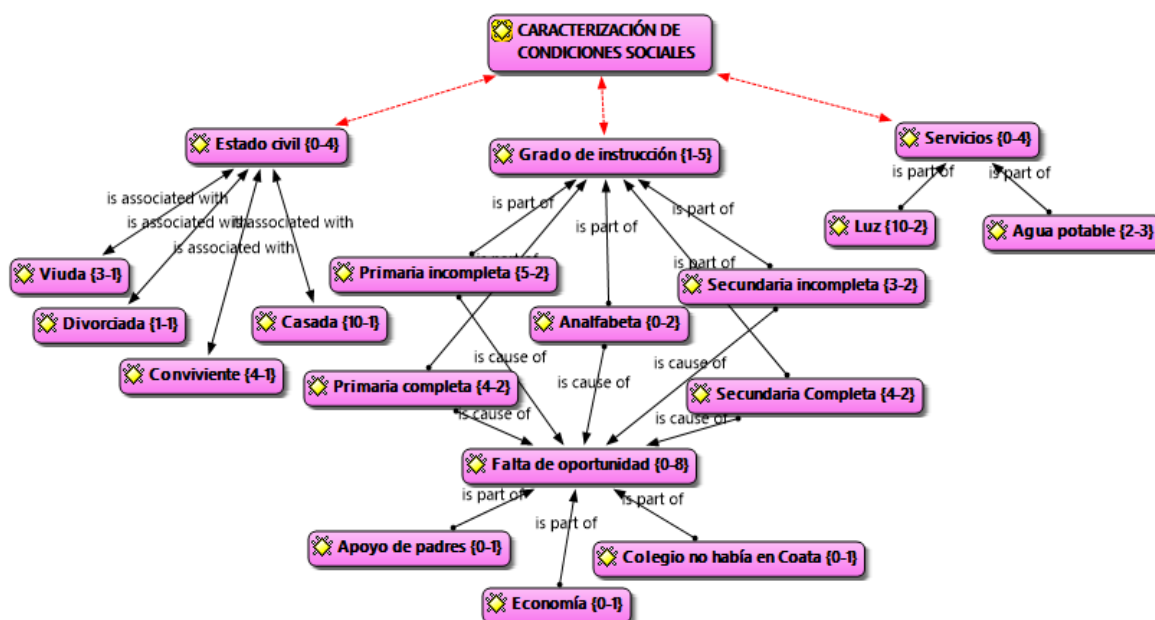 CARACTERIZACIÓN DE
CONDICIONES SOCIALES
Estado civil {0-4}
Grado de instrucción {1-5}
Servicios {0-4}
is associated with
is associated with
is associated with
is associated with
is part of
is part of
is part of
is part of
is part of
is part of
is part of
Luz {10-2}
Agua potable {2-3}
Viuda {3-1}
Primaria incompleta {5-2}
Secundaria incompleta {3-2}
Divorciada {1-1}
Casada {10-1}
Analfabeta {0-2}
Conviviente {4-1}
is cause of
is cause of
is cause of
Primaria completa {4-2}
Secundaria Completa {4-2}
is cause of
is cause of
Falta de oportunidad {0-8}
is part of
is part of
is part of
Apoyo de padres {0-1}
Colegio no había en Coata {0-1}
Economía {0-1}